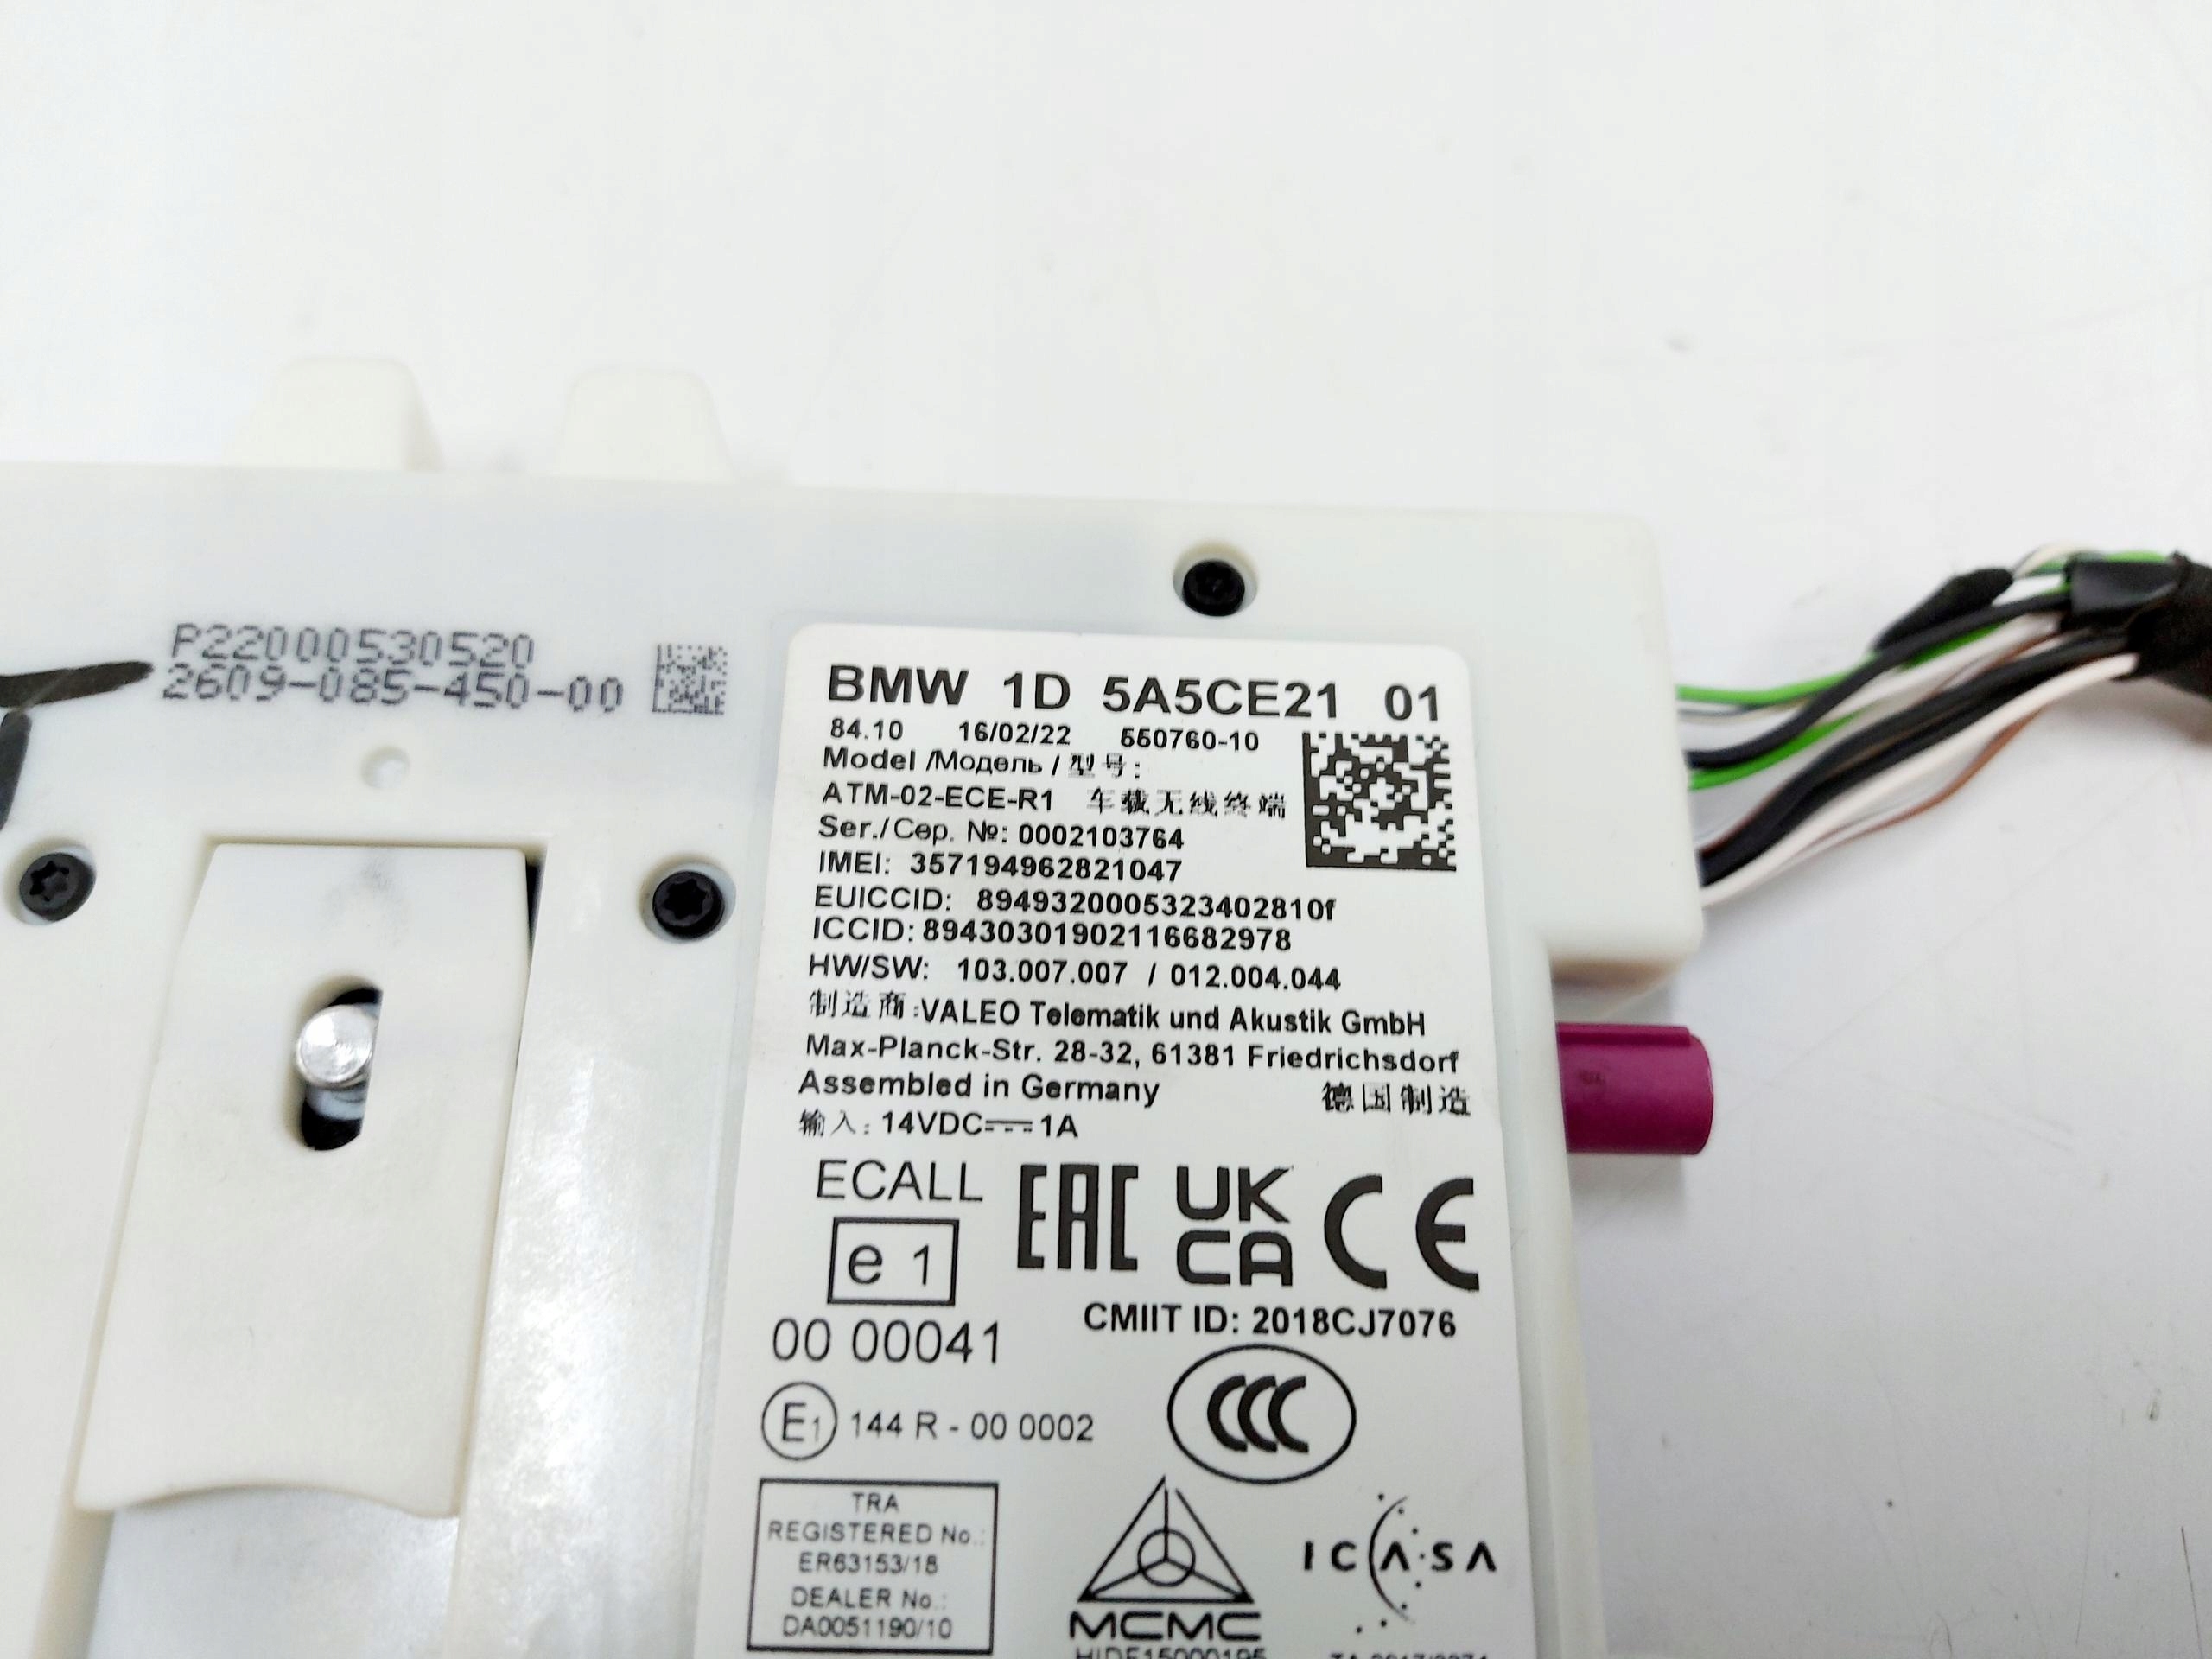 P22000530520
2609-085-450-00
BMW 1D 5A5CE21 01
84.10 16/02/22 550760-10
Model /Модель / 型号:
ATM-02-ECE-R1 车载无线终端
Ser./Сер. №: 0002103764
IMEI: 357194962821047
EUICCID: 8949320005323402810f
ICCID: 89430301902116682978
HW/SW: 103.007.007 / 012.004.044
制造商:VALEO Telematik und Akustik GmbH
Max-Planck-Str. 28-32, 61381 Friedrichsdorf
Assembled in Germany 德国制造
输入: 14VDC⎓1A
ECALL EAC UK CA CE
e 1
CMIIT ID: 2018CJ7076
00 00041
CCC
E1 144 R - 00 0002
TRA
REGISTERED No.:
ER63153/18
DEALER No.:
DA0051190/10
MCMC
ICASA